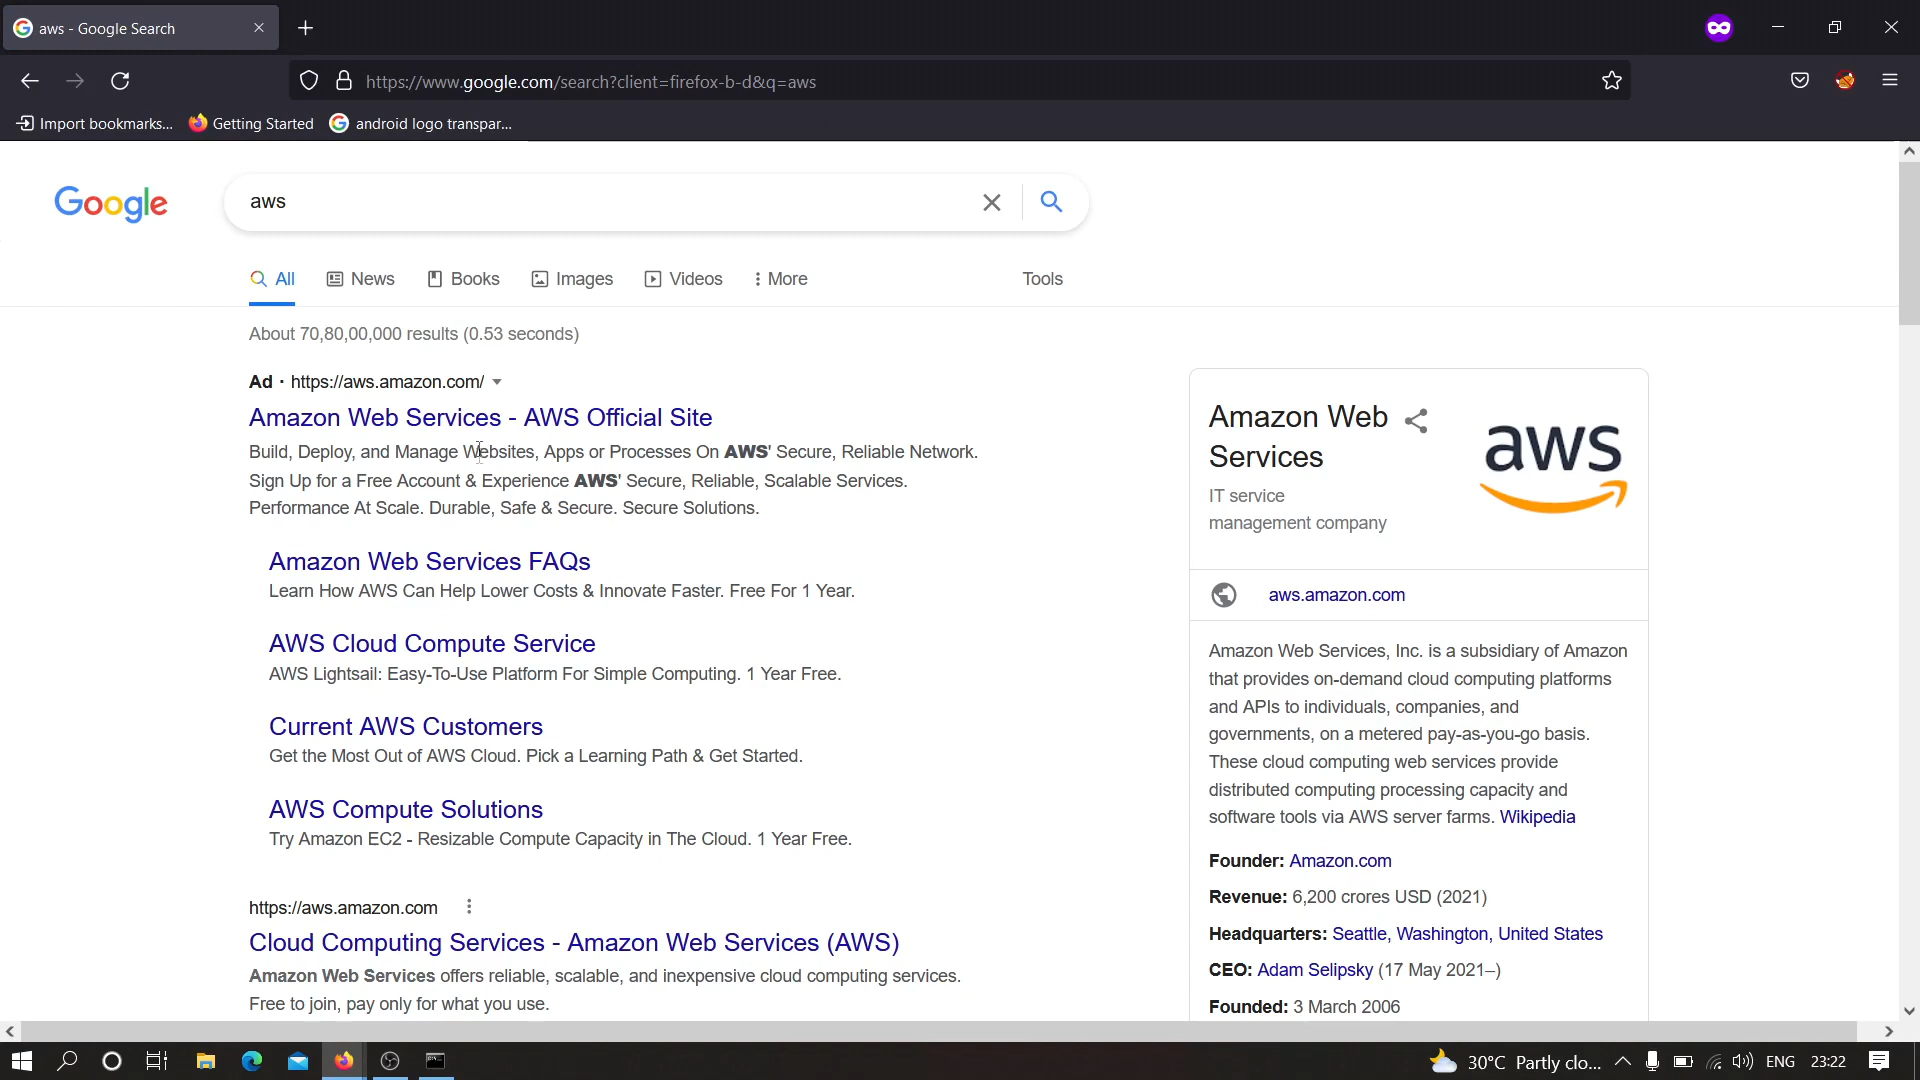 aws - Google Search
https://www.google.com/search?client=firefox-b-d&q=aws
Import bookmarks...
Getting Started
android logo transpar...
Google
aws
All
News
Books
Images
Videos
More
Tools
About 70,80,00,000 results (0.53 seconds)
Ad · https://aws.amazon.com/
Amazon Web Services - AWS Official Site
Build, Deploy, and Manage Websites, Apps or Processes On AWS' Secure, Reliable Network.
Sign Up for a Free Account & Experience AWS' Secure, Reliable, Scalable Services.
Performance At Scale. Durable, Safe & Secure. Secure Solutions.
Amazon Web Services FAQs
Learn How AWS Can Help Lower Costs & Innovate Faster. Free For 1 Year.
AWS Cloud Compute Service
AWS Lightsail: Easy-To-Use Platform For Simple Computing. 1 Year Free.
Current AWS Customers
Get the Most Out of AWS Cloud. Pick a Learning Path & Get Started.
AWS Compute Solutions
Try Amazon EC2 - Resizable Compute Capacity in The Cloud. 1 Year Free.
https://aws.amazon.com
Cloud Computing Services - Amazon Web Services (AWS)
Amazon Web Services offers reliable, scalable, and inexpensive cloud computing services.
Free to join, pay only for what you use.
Amazon Web
Services
IT service
management company
aws
aws.amazon.com
Amazon Web Services, Inc. is a subsidiary of Amazon
that provides on-demand cloud computing platforms
and APIs to individuals, companies, and
governments, on a metered pay-as-you-go basis.
These cloud computing web services provide
distributed computing processing capacity and
software tools via AWS server farms. Wikipedia
Founder: Amazon.com
Revenue: 6,200 crores USD (2021)
Headquarters: Seattle, Washington, United States
CEO: Adam Selipsky (17 May 2021–)
Founded: 3 March 2006
30°C Partly clo...
ENG
23:22